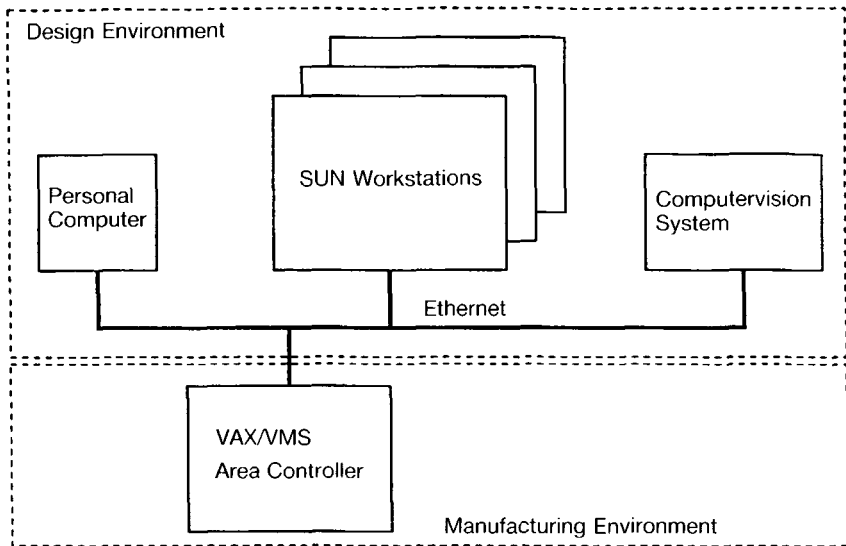 Design Environment
SUN Workstations
Personal
Computer
Computervision
System
Ethernet
VAX/VMS
Area Controller
Manufacturing Environment